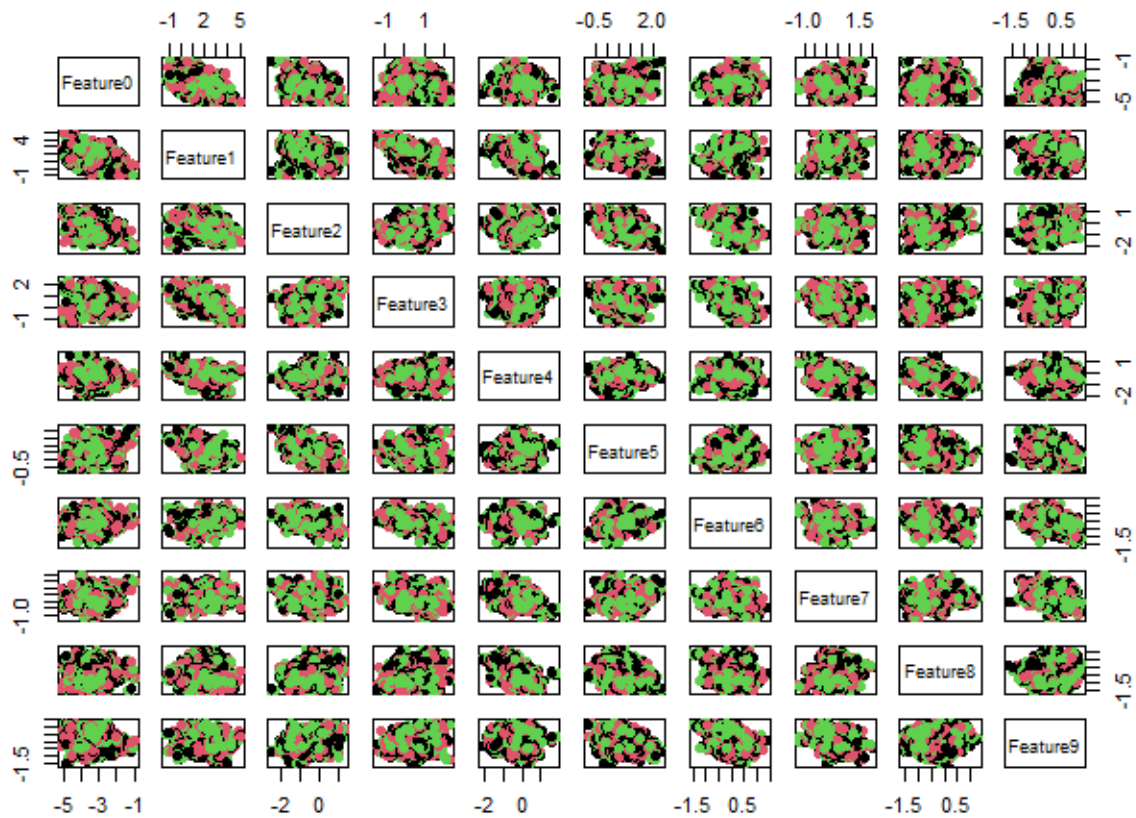 -1 2 5 -1 1 -0.5 2.0 -1.0 1.5 -1.5 0.5
Feature0 -5 -1
-1 4 Feature1
Feature2 -2 1
-1 2 Feature3
Feature4 -2 1
-0.5 Feature5
Feature6 -1.5
-1.0 Feature7
Feature8 -1.5
-1.5 Feature9
-5 -3 -1 -2 0 -2 0 -1.5 0.5 -1.5 0.5